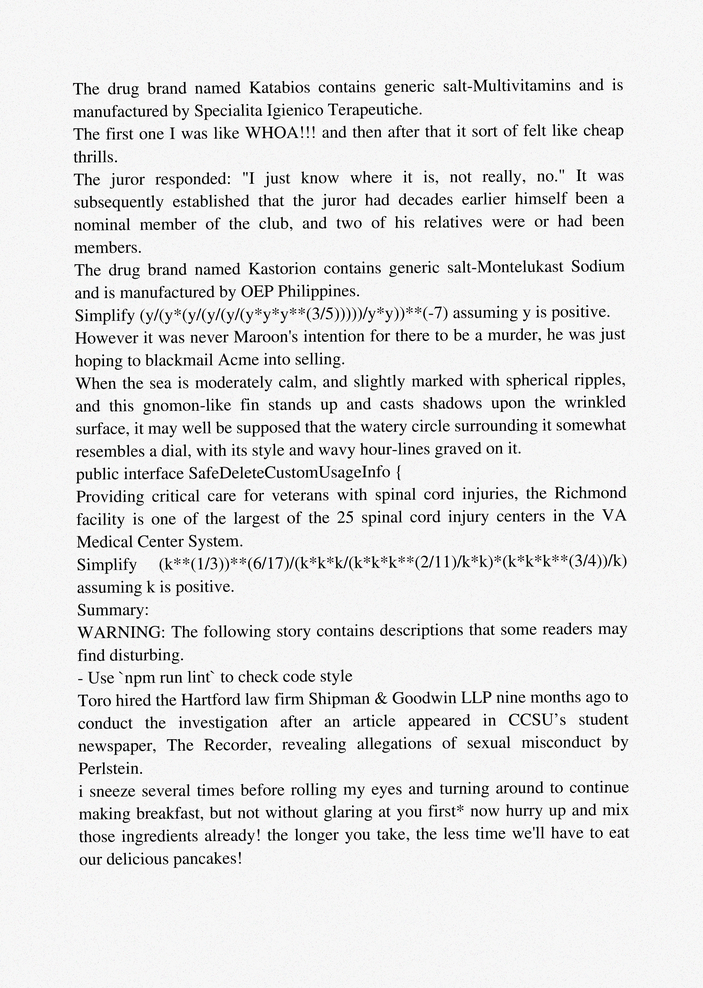 The drug brand named Katabios contains generic salt-Multivitamins and is
manufactured by Specialita Igienico Terapeutiche.
The first one I was like WHOA!!! and then after that it sort of felt like cheap
thrills.
The juror responded: "I just know where it is, not really, no." It was
subsequently established that the juror had decades earlier himself been a
nominal member of the club, and two of his relatives were or had been
members.
The drug brand named Kastorion contains generic salt-Montelukast Sodium
and is manufactured by OEP Philippines.
Simplify (y/(y*(y/(y/(y/(y*y*y**(3/5)))))/y*y))**(-7) assuming y is positive.
However it was never Maroon's intention for there to be a murder, he was just
hoping to blackmail Acme into selling.
When the sea is moderately calm, and slightly marked with spherical ripples,
and this gnomon-like fin stands up and casts shadows upon the wrinkled
surface, it may well be supposed that the watery circle surrounding it somewhat
resembles a dial, with its style and wavy hour-lines graved on it.
public interface SafeDeleteCustomUsageInfo {
Providing critical care for veterans with spinal cord injuries, the Richmond
facility is one of the largest of the 25 spinal cord injury centers in the VA
Medical Center System.
Simplify (k**(1/3))**(6/17)/(k*k*k/(k*k*k**(2/11)/k*k)*(k*k*k**(3/4))/k)
assuming k is positive.
Summary:
WARNING: The following story contains descriptions that some readers may
find disturbing.
- Use `npm run lint` to check code style
Toro hired the Hartford law firm Shipman & Goodwin LLP nine months ago to
conduct the investigation after an article appeared in CCSU’s student
newspaper, The Recorder, revealing allegations of sexual misconduct by
Perlstein.
i sneeze several times before rolling my eyes and turning around to continue
making breakfast, but not without glaring at you first* now hurry up and mix
those ingredients already! the longer you take, the less time we'll have to eat
our delicious pancakes!